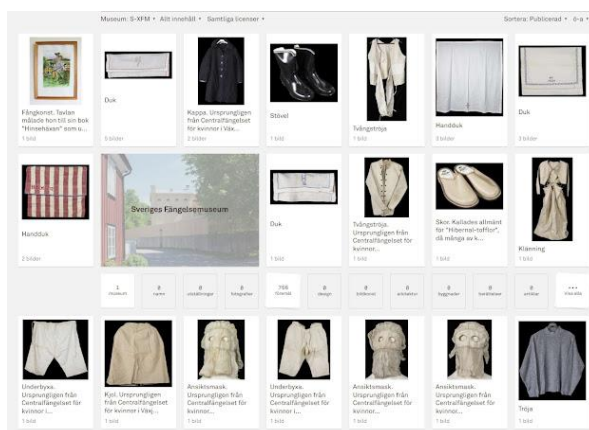 Museum: S-XFM
Allt innehåll
Samtliga licenser
Sortera: Publicerad
ö-a
Fångkonst. Tavlan
målade hon till sin bok
"Hinsehäxan" som u...
1 bild
Duk
3 bilder
Kappa. Ursprungligen
från Centralfängelset
för kvinnor i Väx...
2 bilder
Stövel
1 bild
Tvångströja
1 bild
Handduk
3 bilder
Duk
3 bilder
Handduk
2 bilder
Sveriges Fängelsemuseum
Duk
1 bild
Tvångströja.
Ursprungligen från
Centralfängelset för
kvinnor i...
1 bild
Skor. Kallades allmänt
för "Hibernal-tofflor",
då många av k...
1 bild
Klänning
1 bild
1
museum
0
namn
0
utställningar
0
fotografier
706
föremål
0
design
0
bildkonst
0
arkitektur
0
byggnader
0
berättelser
0
artiklar
Visa alla
Underbyxa.
Ursprungligen från
Centralfängelset för
kvinnor i...
1 bild
Kjol. Ursprungligen
från Centralfängelset
för kvinnor i Växj...
1 bild
Ansiktsmask.
Ursprungligen från
Centralfängelset för
kvinnor...
1 bild
Underbyxa.
Ursprungligen från
Centralfängelset för
kvinnor i...
1 bild
Ansiktsmask.
Ursprungligen från
Centralfängelset för
kvinnor...
1 bild
Ansiktsmask.
Ursprungligen från
Centralfängelset för
kvinnor...
1 bild
Tröja
1 bild